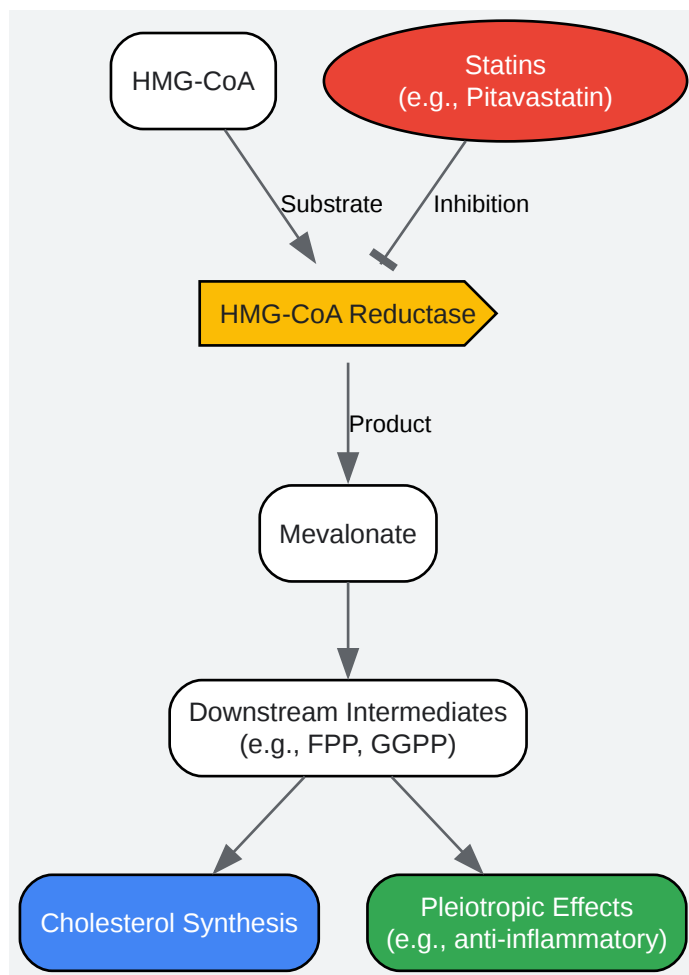 HMG-CoA
Statins
(e.g., Pitavastatin)
Substrate
Inhibition
HMG-CoA Reductase
Product
Mevalonate
Downstream Intermediates
(e.g., FPP, GGPP)
Cholesterol Synthesis
Pleiotropic Effects
(e.g., anti-inflammatory)